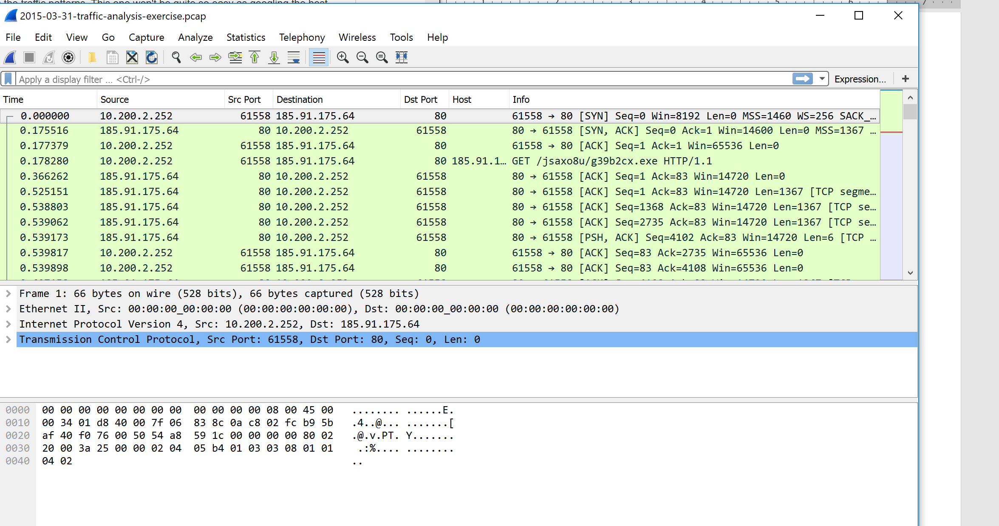 the traffic patterns. This one won't be quite so easy as googling the host
1 2 3 4 5 6 7
2015-03-31-traffic-analysis-exercise.pcap
File Edit View Go Capture Analyze Statistics Telephony Wireless Tools Help
Apply a display filter ... <Ctrl-/> Expression... +
Time Source Src Port Destination Dst Port Host Info
0.000000 10.200.2.252 61558 185.91.175.64 80 61558 → 80 [SYN] Seq=0 Win=8192 Len=0 MSS=1460 WS=256 SACK_…
0.175516 185.91.175.64 80 10.200.2.252 61558 80 → 61558 [SYN, ACK] Seq=0 Ack=1 Win=14600 Len=0 MSS=1367 …
0.177379 10.200.2.252 61558 185.91.175.64 80 61558 → 80 [ACK] Seq=1 Ack=1 Win=65536 Len=0
0.178280 10.200.2.252 61558 185.91.175.64 80 185.91.1… GET /jsaxo8u/g39b2cx.exe HTTP/1.1
0.366262 185.91.175.64 80 10.200.2.252 61558 80 → 61558 [ACK] Seq=1 Ack=83 Win=14720 Len=0
0.525151 185.91.175.64 80 10.200.2.252 61558 80 → 61558 [ACK] Seq=1 Ack=83 Win=14720 Len=1367 [TCP segme…
0.538803 185.91.175.64 80 10.200.2.252 61558 80 → 61558 [ACK] Seq=1368 Ack=83 Win=14720 Len=1367 [TCP se…
0.539062 185.91.175.64 80 10.200.2.252 61558 80 → 61558 [ACK] Seq=2735 Ack=83 Win=14720 Len=1367 [TCP se…
0.539173 185.91.175.64 80 10.200.2.252 61558 80 → 61558 [PSH, ACK] Seq=4102 Ack=83 Win=14720 Len=6 [TCP …
0.539817 10.200.2.252 61558 185.91.175.64 80 61558 → 80 [ACK] Seq=83 Ack=2735 Win=65536 Len=0
0.539898 10.200.2.252 61558 185.91.175.64 80 61558 → 80 [ACK] Seq=83 Ack=4108 Win=65536 Len=0
Frame 1: 66 bytes on wire (528 bits), 66 bytes captured (528 bits)
Ethernet II, Src: 00:00:00_00:00:00 (00:00:00:00:00:00), Dst: 00:00:00_00:00:00 (00:00:00:00:00:00)
Internet Protocol Version 4, Src: 10.200.2.252, Dst: 185.91.175.64
Transmission Control Protocol, Src Port: 61558, Dst Port: 80, Seq: 0, Len: 0
0000 00 00 00 00 00 00 00 00 00 00 00 00 08 00 45 00 ........ ......E.
0010 00 34 01 d8 40 00 7f 06 83 8c 0a c8 02 fc b9 5b .4..@... .......[
0020 af 40 f0 76 00 50 54 a8 59 1c 00 00 00 00 80 02 .@.v.PT. Y.......
0030 20 00 3a 25 00 00 02 04 05 b4 01 03 03 08 01 01 .:%.... ........
0040 04 02 ..